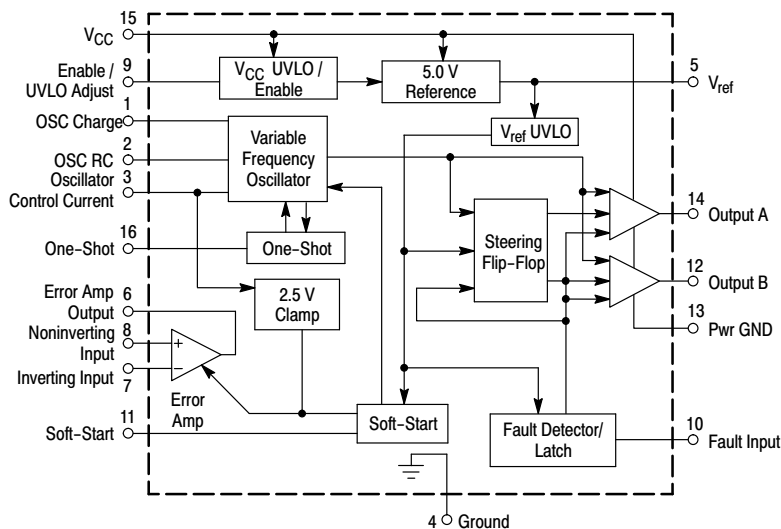 15
VCC
9
Enable /
UVLO Adjust
1
OSC Charge
2
OSC RC
3
Oscillator
Control Current
16
One-Shot
Error Amp
6
Output
Noninverting
8
Input
Inverting Input
7
11
Soft-Start
VCC UVLO /
Enable
5.0 V
Reference
5
Vref
Vref UVLO
Variable
Frequency
Oscillator
One-Shot
2.5 V
Clamp
Steering
Flip-Flop
14
Output A
12
Output B
13
Pwr GND
+
−
Error
Amp
Soft-Start
Fault Detector/
Latch
10
Fault Input
4 Ground